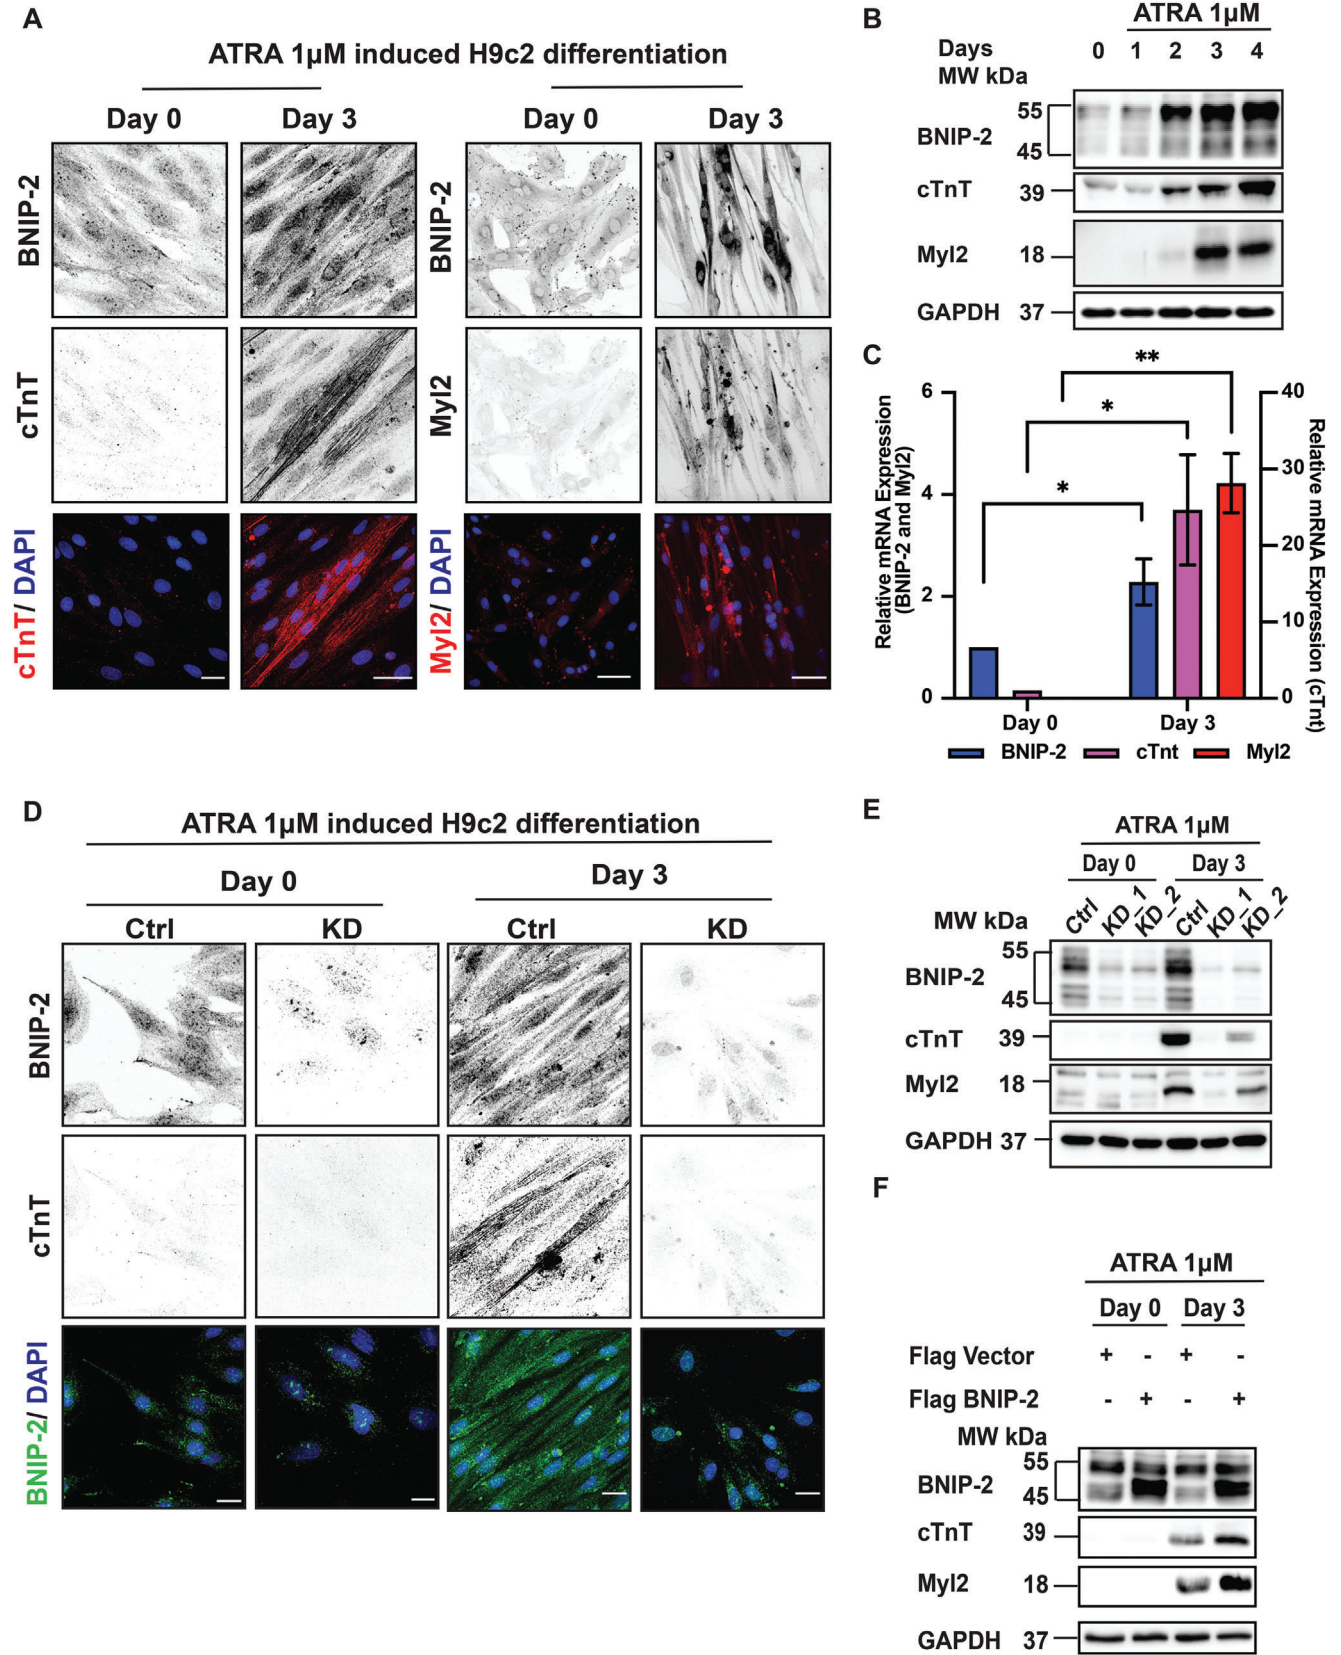 A
ATRA 1µM induced H9c2 differentiation
Day 0
Day 3
Day 0
Day 3
BNIP-2
BNIP-2
cTnT
Myl2
cTnT/ DAPI
Myl2/ DAPI
B
ATRA 1µM
Days 0 1 2 3 4
MW kDa
BNIP-2
55
45
cTnT 39
Myl2 18
GAPDH 37
C
Relative mRNA Expression
(BNIP-2 and Myl2)
6
4
2
0
**
*
*
40
30
20
10
0
Relative mRNA Expression (cTnt)
Day 0
Day 3
BNIP-2
cTnt
Myl2
D
ATRA 1µM induced H9c2 differentiation
Day 0
Day 3
Ctrl
KD
Ctrl
KD
BNIP-2
cTnT
BNIP-2/ DAPI
E
ATRA 1µM
Day 0 Day 3
Ctrl KD_1 KD_2 Ctrl KD_1 KD_2
MW kDa
BNIP-2
55
45
cTnT 39
Myl2 18
GAPDH 37
F
ATRA 1µM
Day 0 Day 3
Flag Vector + - + -
Flag BNIP-2 - + - +
MW kDa
BNIP-2
55
45
cTnT 39
Myl2 18
GAPDH 37